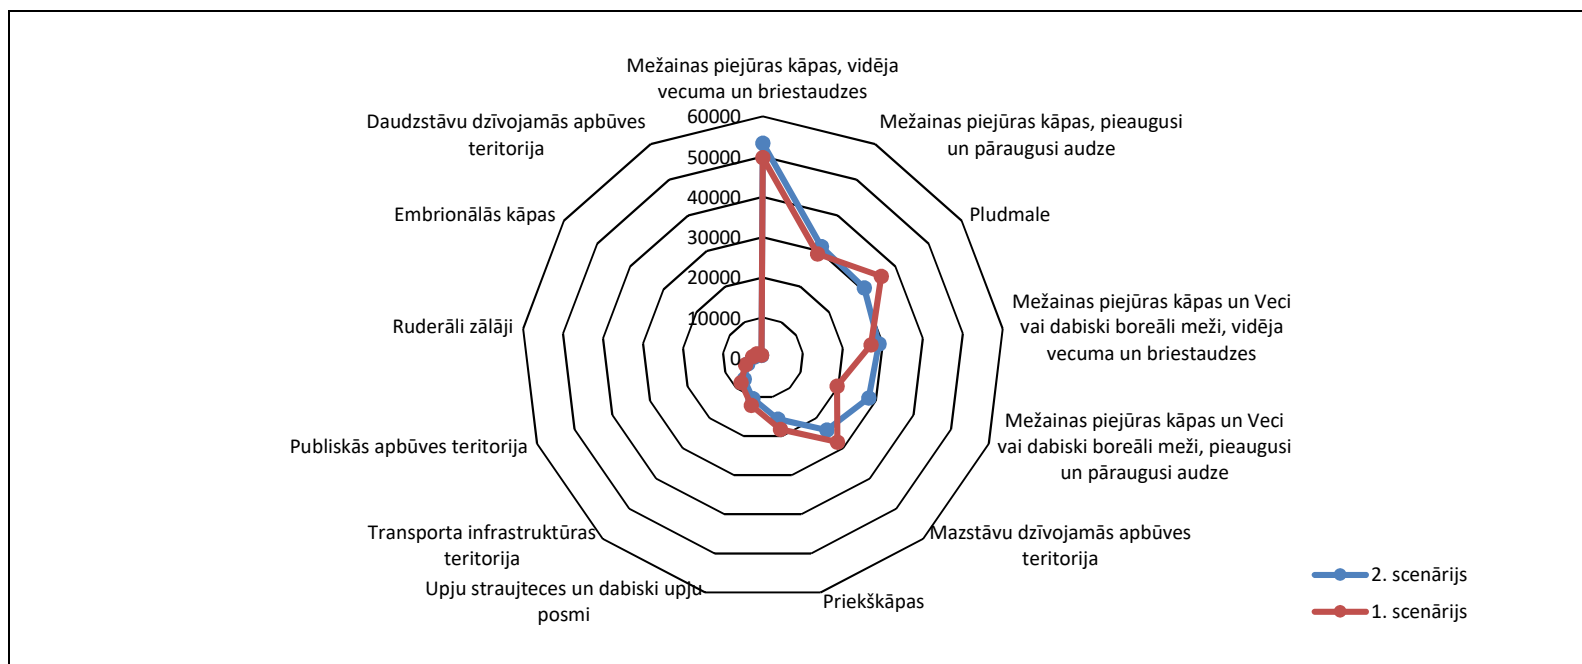 Mežainas piejūras kāpas, vidēja
vecuma un briestaudzes
60000
50000
40000
30000
20000
10000
0
Mežainas piejūras kāpas, pieaugusi
un pāraugusi audze
Pludmale
Mežainas piejūras kāpas un Veci
vai dabiski boreāli meži, vidēja
vecuma un briestaudzes
Mežainas piejūras kāpas un Veci
vai dabiski boreāli meži, pieaugusi
un pāraugusi audze
Mazstāvu dzīvojamās apbūves
teritorija
Priekškāpas
Upju straujteces un dabiski upju
posmi
Transporta infrastruktūras
teritorija
Publiskās apbūves teritorija
Ruderāli zālāji
Embrionālās kāpas
Daudzstāvu dzīvojamās apbūves
teritorija
2. scenārijs
1. scenārijs